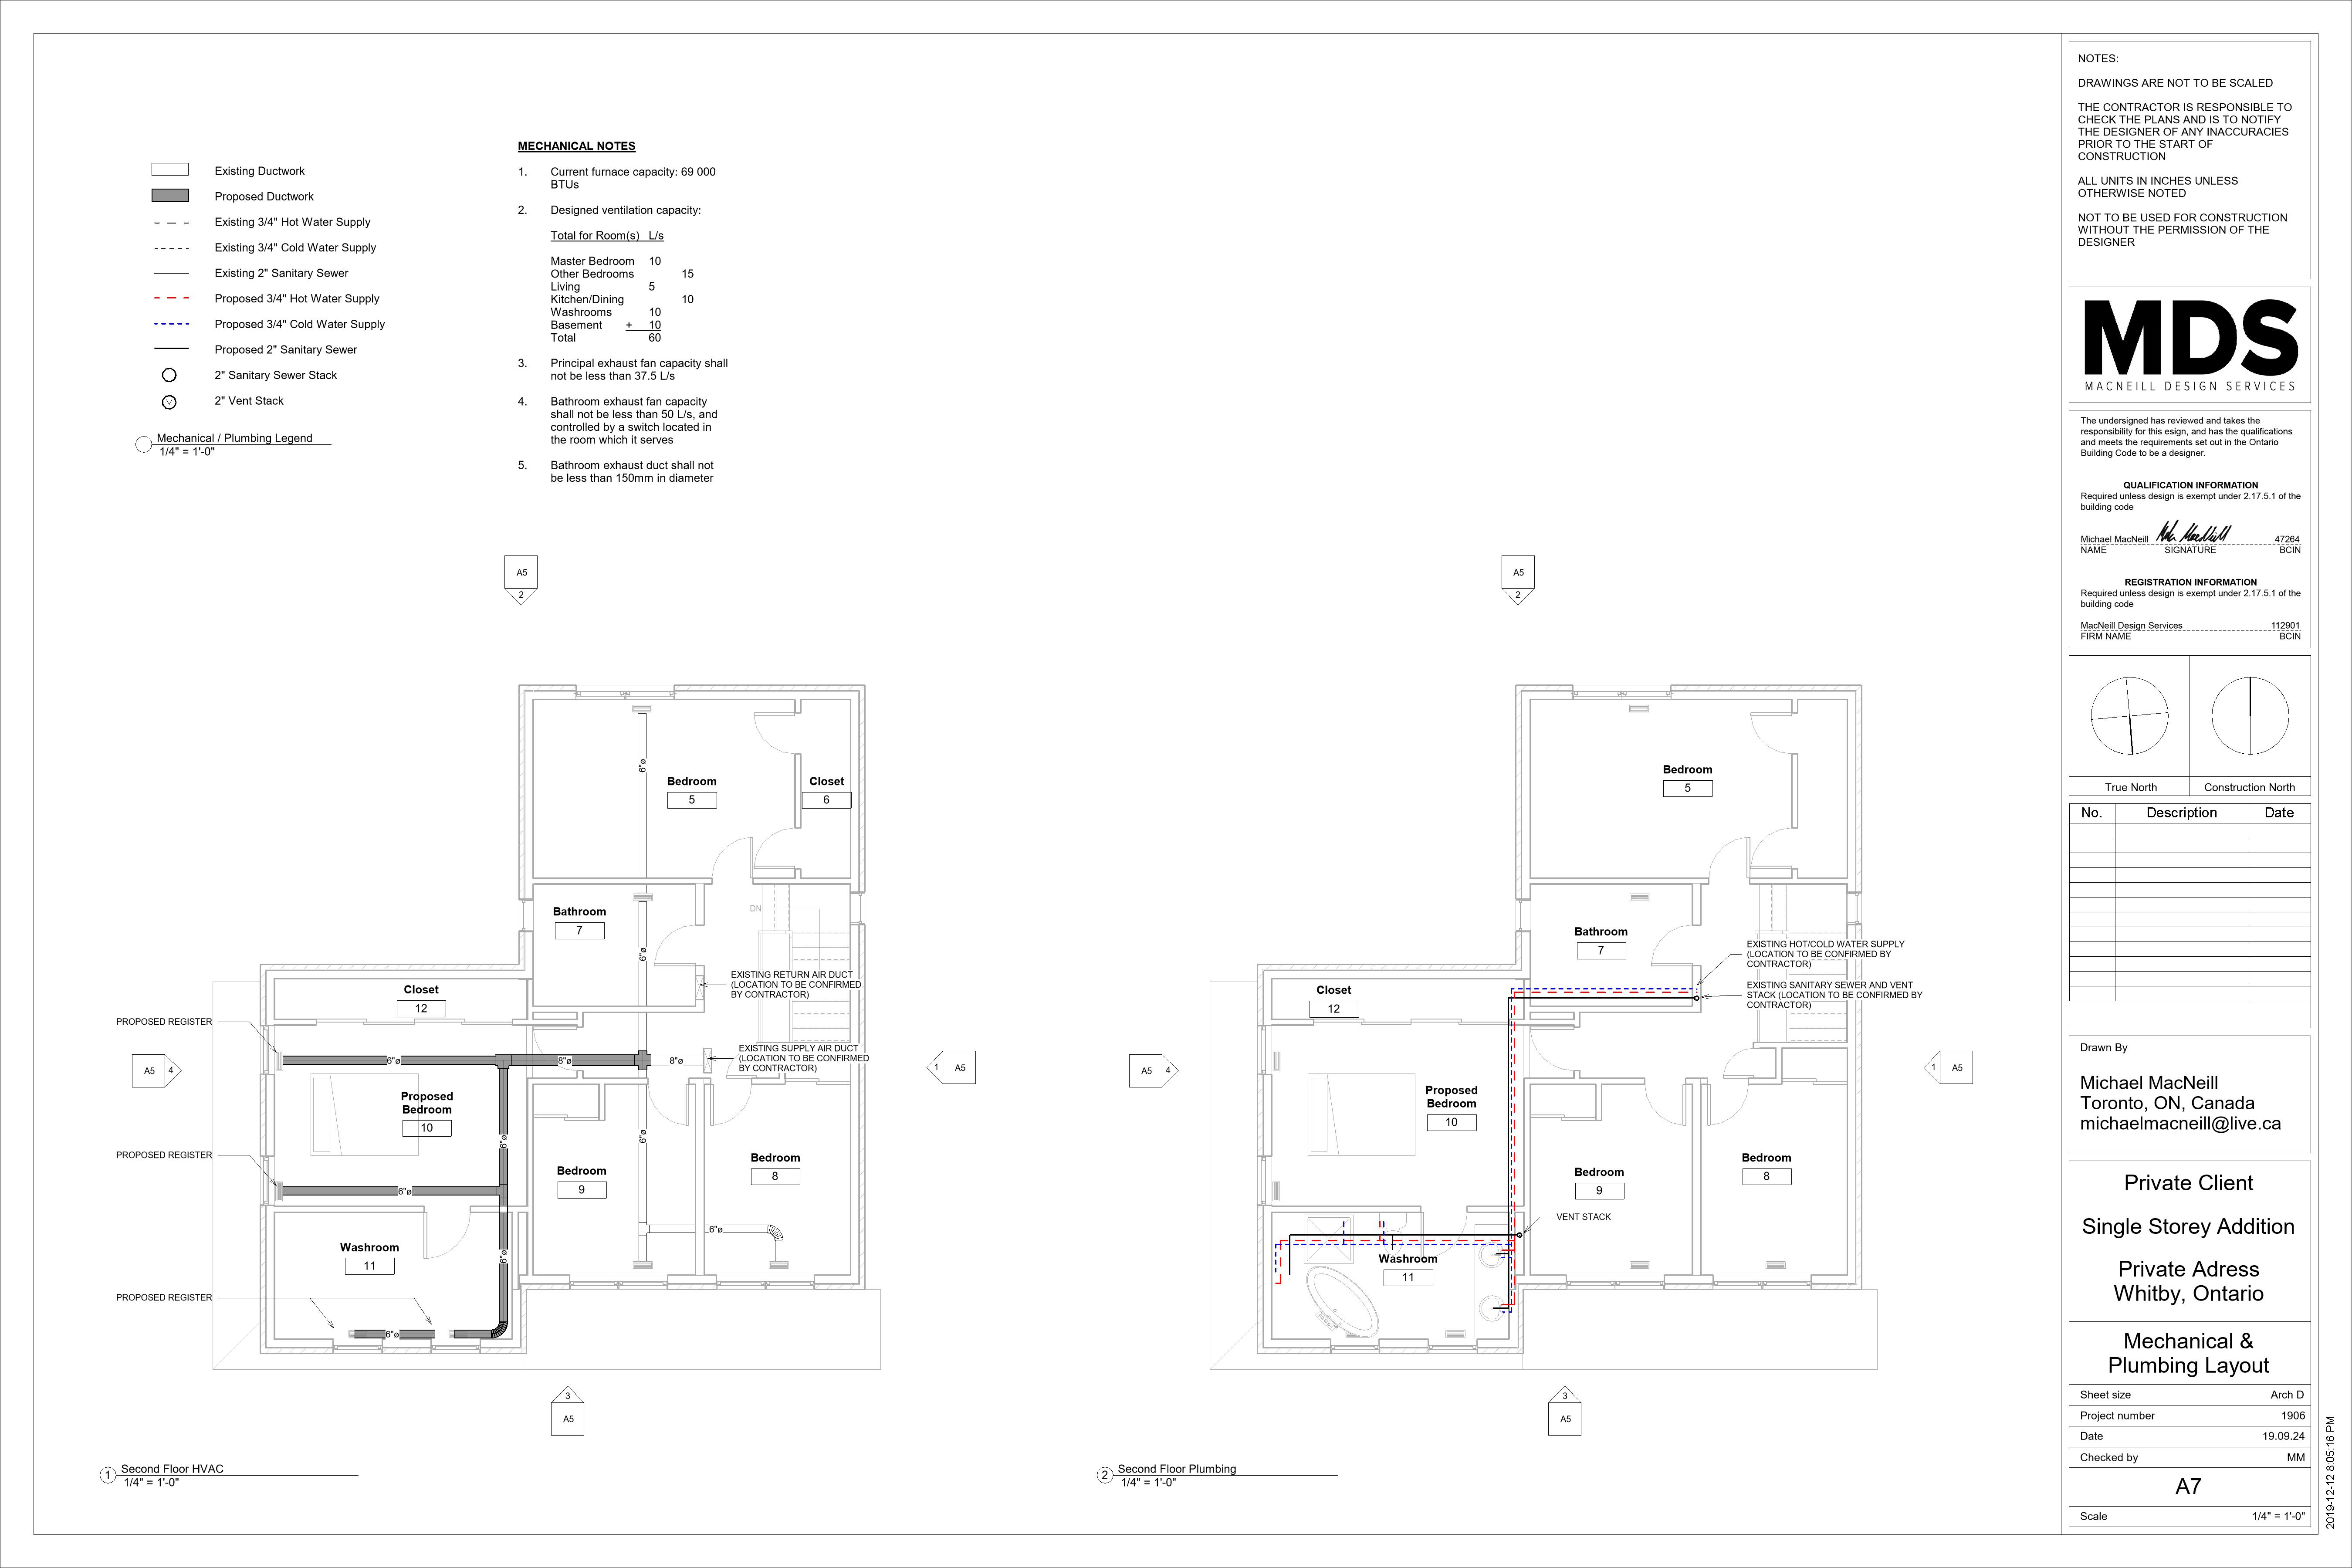 Existing Ductwork
Proposed Ductwork
Existing 3/4" Hot Water Supply
Existing 3/4" Cold Water Supply
Existing 2" Sanitary Sewer
Proposed 3/4" Hot Water Supply
Proposed 3/4" Cold Water Supply
Proposed 2" Sanitary Sewer
2" Sanitary Sewer Stack
V
2" Vent Stack
Mechanical / Plumbing Legend
1/4" = 1'-0"
MECHANICAL NOTES
1. Current furnace capacity: 69 000
BTUs
2. Designed ventilation capacity:
Total for Room(s) L/s
Master Bedroom 10
Other Bedrooms 15
Living 5
Kitchen/Dining 10
Washrooms 10
Basement + 10
Total 60
3. Principal exhaust fan capacity shall
not be less than 37.5 L/s
4. Bathroom exhaust fan capacity
shall not be less than 50 L/s, and
controlled by a switch located in
the room which it serves
5. Bathroom exhaust duct shall not
be less than 150mm in diameter
A5
2
6"ø
Bedroom
5
Closet
6
Bathroom
7
6"ø
DN
EXISTING RETURN AIR DUCT
(LOCATION TO BE CONFIRMED
BY CONTRACTOR)
Closet
12
PROPOSED REGISTER
EXISTING SUPPLY AIR DUCT
(LOCATION TO BE CONFIRMED
BY CONTRACTOR)
6"ø
8"ø
8"ø
A5
4
1
A5
Proposed
Bedroom
10
6"ø
6"ø
PROPOSED REGISTER
Bedroom
9
Bedroom
8
6"ø
6"ø
Washroom
11
6"ø
PROPOSED REGISTER
6"ø
3
A5
1
Second Floor HVAC
1/4" = 1'-0"
A5
2
Bedroom
5
Bathroom
7
EXISTING HOT/COLD WATER SUPPLY
(LOCATION TO BE CONFIRMED BY
CONTRACTOR)
EXISTING SANITARY SEWER AND VENT
STACK (LOCATION TO BE CONFIRMED BY
CONTRACTOR)
Closet
12
A5
4
1
A5
Proposed
Bedroom
10
Bedroom
9
Bedroom
8
VENT STACK
Washroom
11
3
A5
2
Second Floor Plumbing
1/4" = 1'-0"
NOTES:
DRAWINGS ARE NOT TO BE SCALED
THE CONTRACTOR IS RESPONSIBLE TO
CHECK THE PLANS AND IS TO NOTIFY
THE DESIGNER OF ANY INACCURACIES
PRIOR TO THE START OF
CONSTRUCTION
ALL UNITS IN INCHES UNLESS
OTHERWISE NOTED
NOT TO BE USED FOR CONSTRUCTION
WITHOUT THE PERMISSION OF THE
DESIGNER
MDS
MACNEILL DESIGN SERVICES
The undersigned has reviewed and takes the
responsibility for this esign, and has the qualifications
and meets the requirements set out in the Ontario
Building Code to be a designer.
QUALIFICATION INFORMATION
Required unless design is exempt under 2.17.5.1 of the
building code
Michael MacNeill 47264
NAME SIGNATURE BCIN
REGISTRATION INFORMATION
Required unless design is exempt under 2.17.5.1 of the
building code
MacNeill Design Services 112901
FIRM NAME BCIN
True North Construction North
No. Description Date
Drawn By
Michael MacNeill
Toronto, ON, Canada
michaelmacneill@live.ca
Private Client
Single Storey Addition
Private Adress
Whitby, Ontario
Mechanical &
Plumbing Layout
Sheet size Arch D
Project number 1906
Date 19.09.24
Checked by MM
A7
Scale 1/4" = 1'-0"
2019-12-12 8:05:16 PM